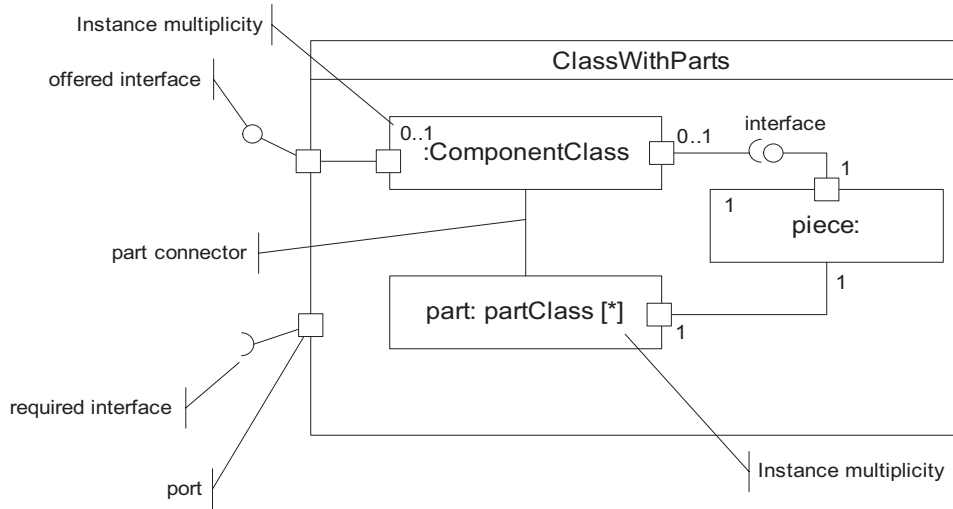 Instance multiplicity
ClassWithParts
offered interface
0..1
:ComponentClass
0..1
interface
1
1
piece:
part connector
1
part: partClass [*]
1
required interface
Instance multiplicity
port